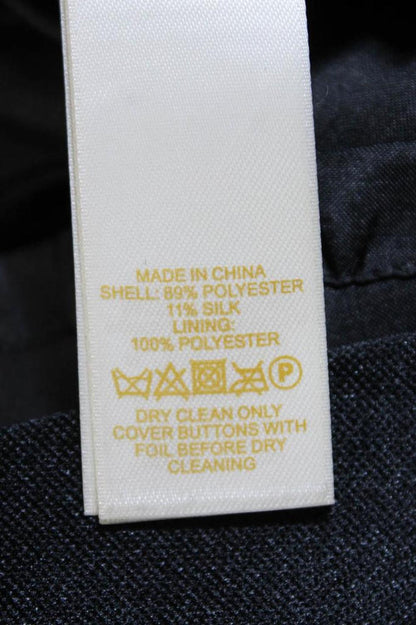 MADE IN CHINA
SHELL: 89% POLYESTER
11% SILK
LINING:
100% POLYESTER
P
DRY CLEAN ONLY
COVER BUTTONS WITH
FOIL BEFORE DRY
CLEANING